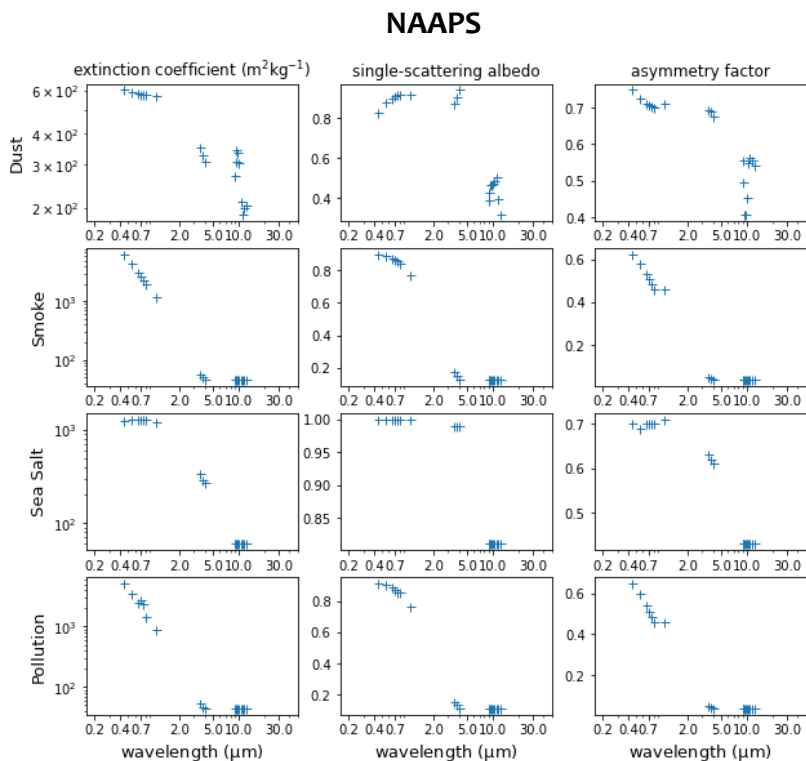 NAAPS
extinction coefficient (m²kg⁻¹) single-scattering albedo asymmetry factor
Dust
6 × 10²
4 × 10²
3 × 10²
2 × 10²
0.8
0.6
0.4
0.7
0.6
0.5
0.4
0.2 0.4 0.7 2.0 5.0 10.0 30.0 0.2 0.4 0.7 2.0 5.0 10.0 30.0 0.2 0.4 0.7 2.0 5.0 10.0 30.0
Smoke
10³
10²
0.8
0.6
0.4
0.2
0.6
0.4
0.2
0.2 0.4 0.7 2.0 5.0 10.0 30.0 0.2 0.4 0.7 2.0 5.0 10.0 30.0 0.2 0.4 0.7 2.0 5.0 10.0 30.0
Sea Salt
10³
10²
1.00
0.95
0.90
0.85
0.7
0.6
0.5
0.2 0.4 0.7 2.0 5.0 10.0 30.0 0.2 0.4 0.7 2.0 5.0 10.0 30.0 0.2 0.4 0.7 2.0 5.0 10.0 30.0
Pollution
10³
10²
0.8
0.6
0.4
0.2
0.6
0.4
0.2
0.2 0.4 0.7 2.0 5.0 10.0 30.0 0.2 0.4 0.7 2.0 5.0 10.0 30.0 0.2 0.4 0.7 2.0 5.0 10.0 30.0
wavelength (μm) wavelength (μm) wavelength (μm)